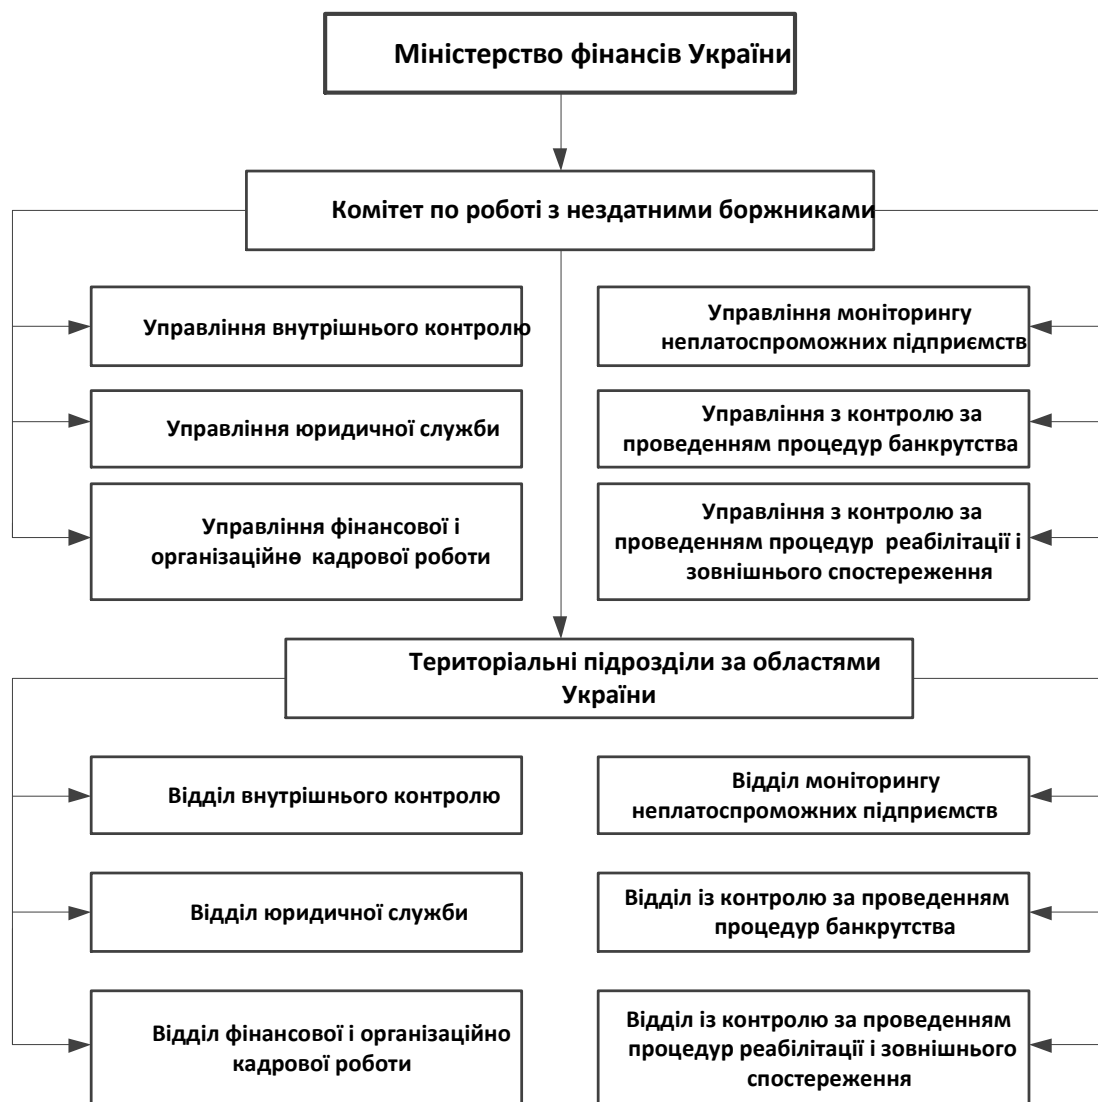 Міністерство фінансів України
Комітет по роботі з нездатними боржниками
Управління внутрішнього контролю
Управління моніторингу
неплатоспроможних підприємств
Управління юридичної служби
Управління з контролю за
проведенням процедур банкрутства
Управління фінансової і
організаційне кадрової роботи
Управління з контролю за
проведенням процедур реабілітації і
зовнішнього спостереження
Територіальні підрозділи за областями
України
Відділ внутрішнього контролю
Відділ моніторингу
неплатоспроможних підприємств
Відділ юридичної служби
Відділ із контролю за проведенням
процедур банкрутства
Відділ фінансової і організаційно
кадрової роботи
Відділ із контролю за проведенням
процедур реабілітації і зовнішнього
спостереження